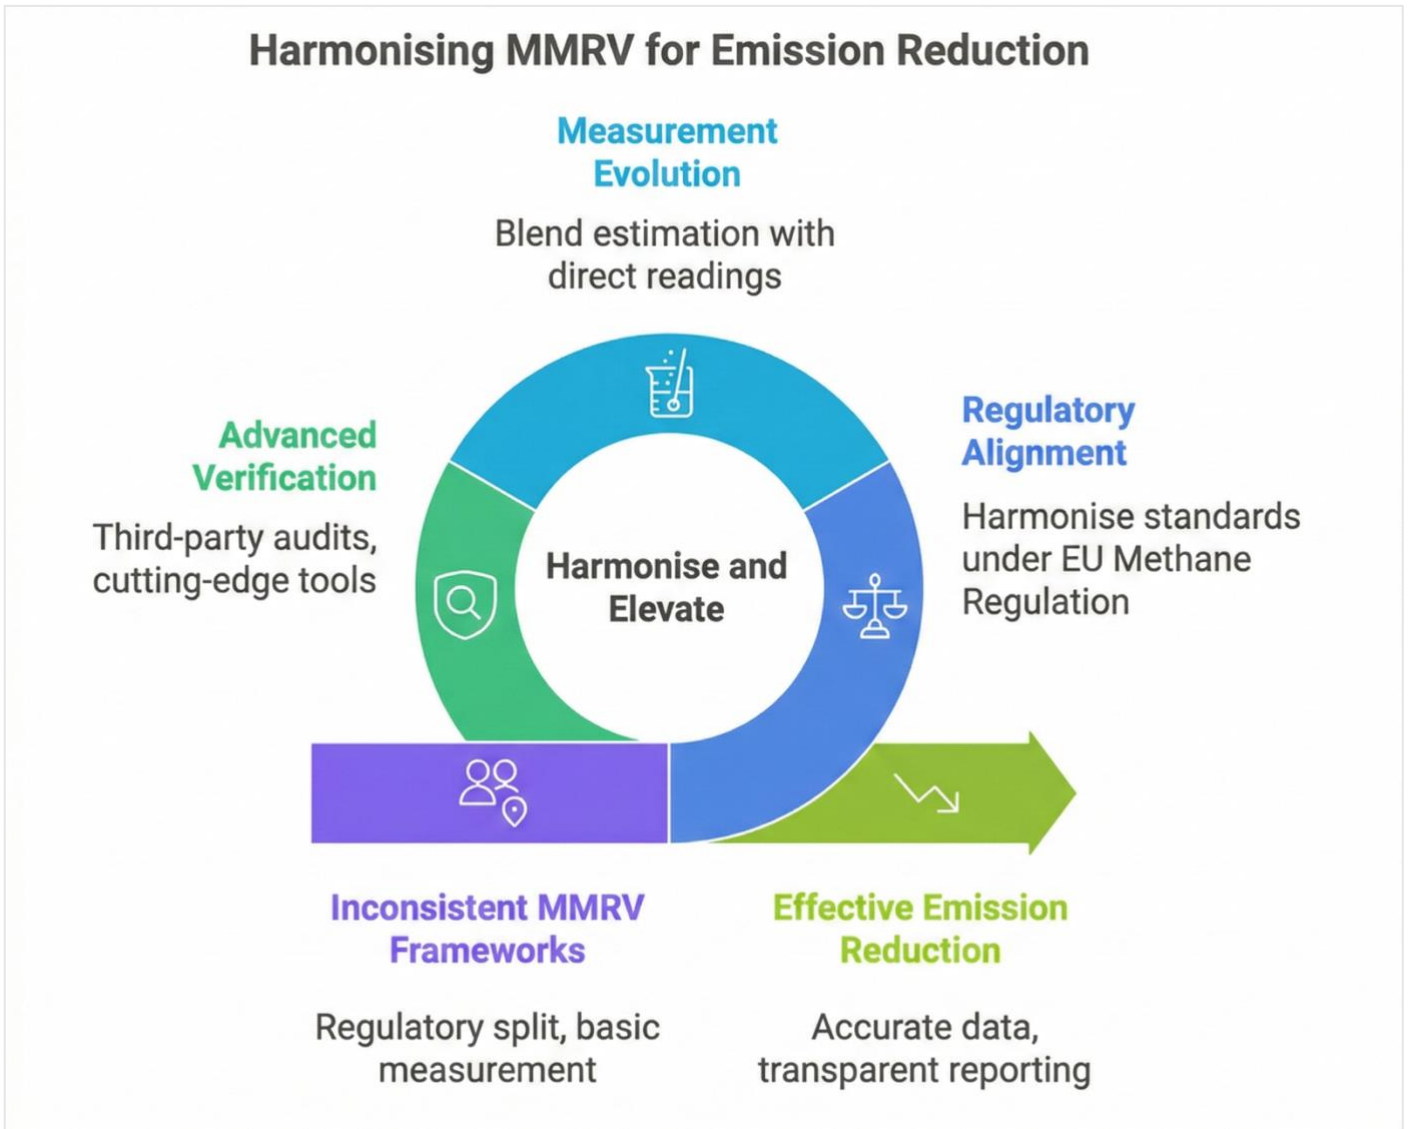 Harmonising MMRV for Emission Reduction
Measurement
Evolution
Blend estimation with
direct readings
Advanced
Verification
Third-party audits,
cutting-edge tools
Regulatory
Alignment
Harmonise standards
under EU Methane
Regulation
Harmonise and
Elevate
Inconsistent MMRV
Frameworks
Regulatory split, basic
measurement
Effective Emission
Reduction
Accurate data,
transparent reporting